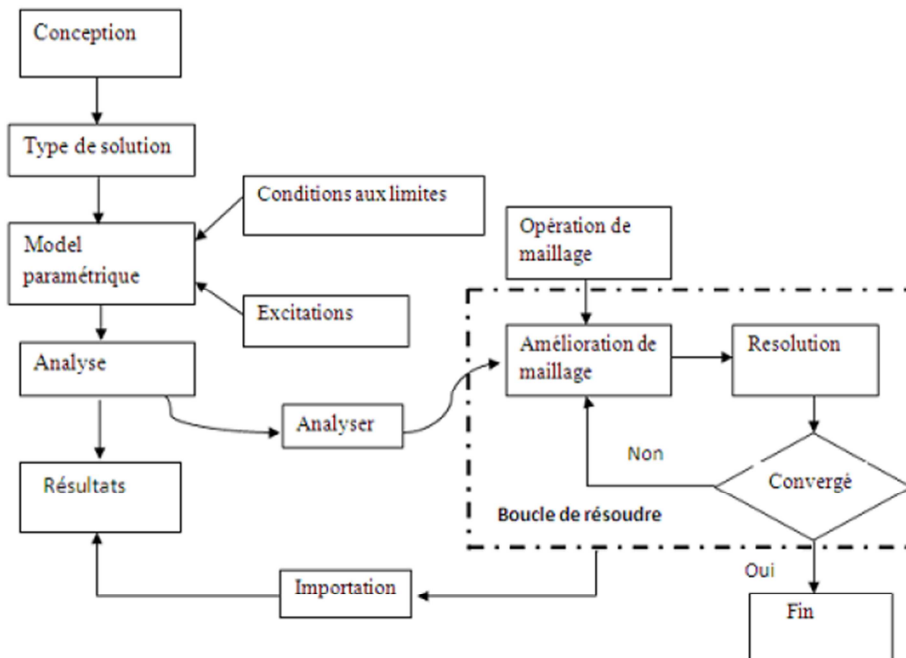 Conception
Type de solution
Conditions aux limites
Model
paramétrique
Excitations
Opération de
maillage
Analyse
Amélioration de
maillage
Resolution
Analyser
Non
Convergé
Résultats
Boucle de résoudre
Oui
Importation
Fin